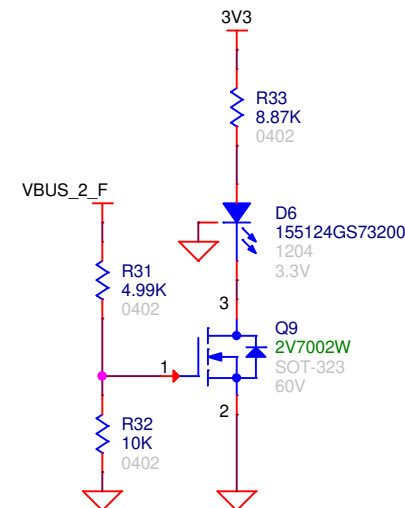 3V3
R33
8.87K
0402
VBUS_2_F
D6
155124GS73200
1204
3.3V
R31
4.99K
0402
3
Q9
2V7002W
SOT-323
60V
1
2
R32
10K
0402